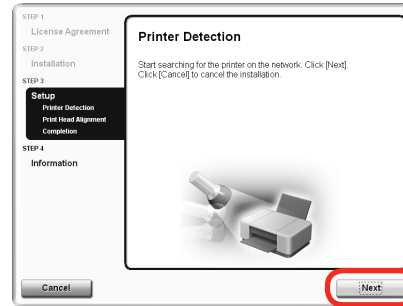 STEP 1
License Agreement
STEP 2
Installation
STEP 3
Setup
Printer Detection
Print Head Alignment
Completion
STEP 4
Information
Printer Detection
Start searching for the printer on the network. Click [Next].
Click [Cancel] to cancel the installation.
Cancel
Next